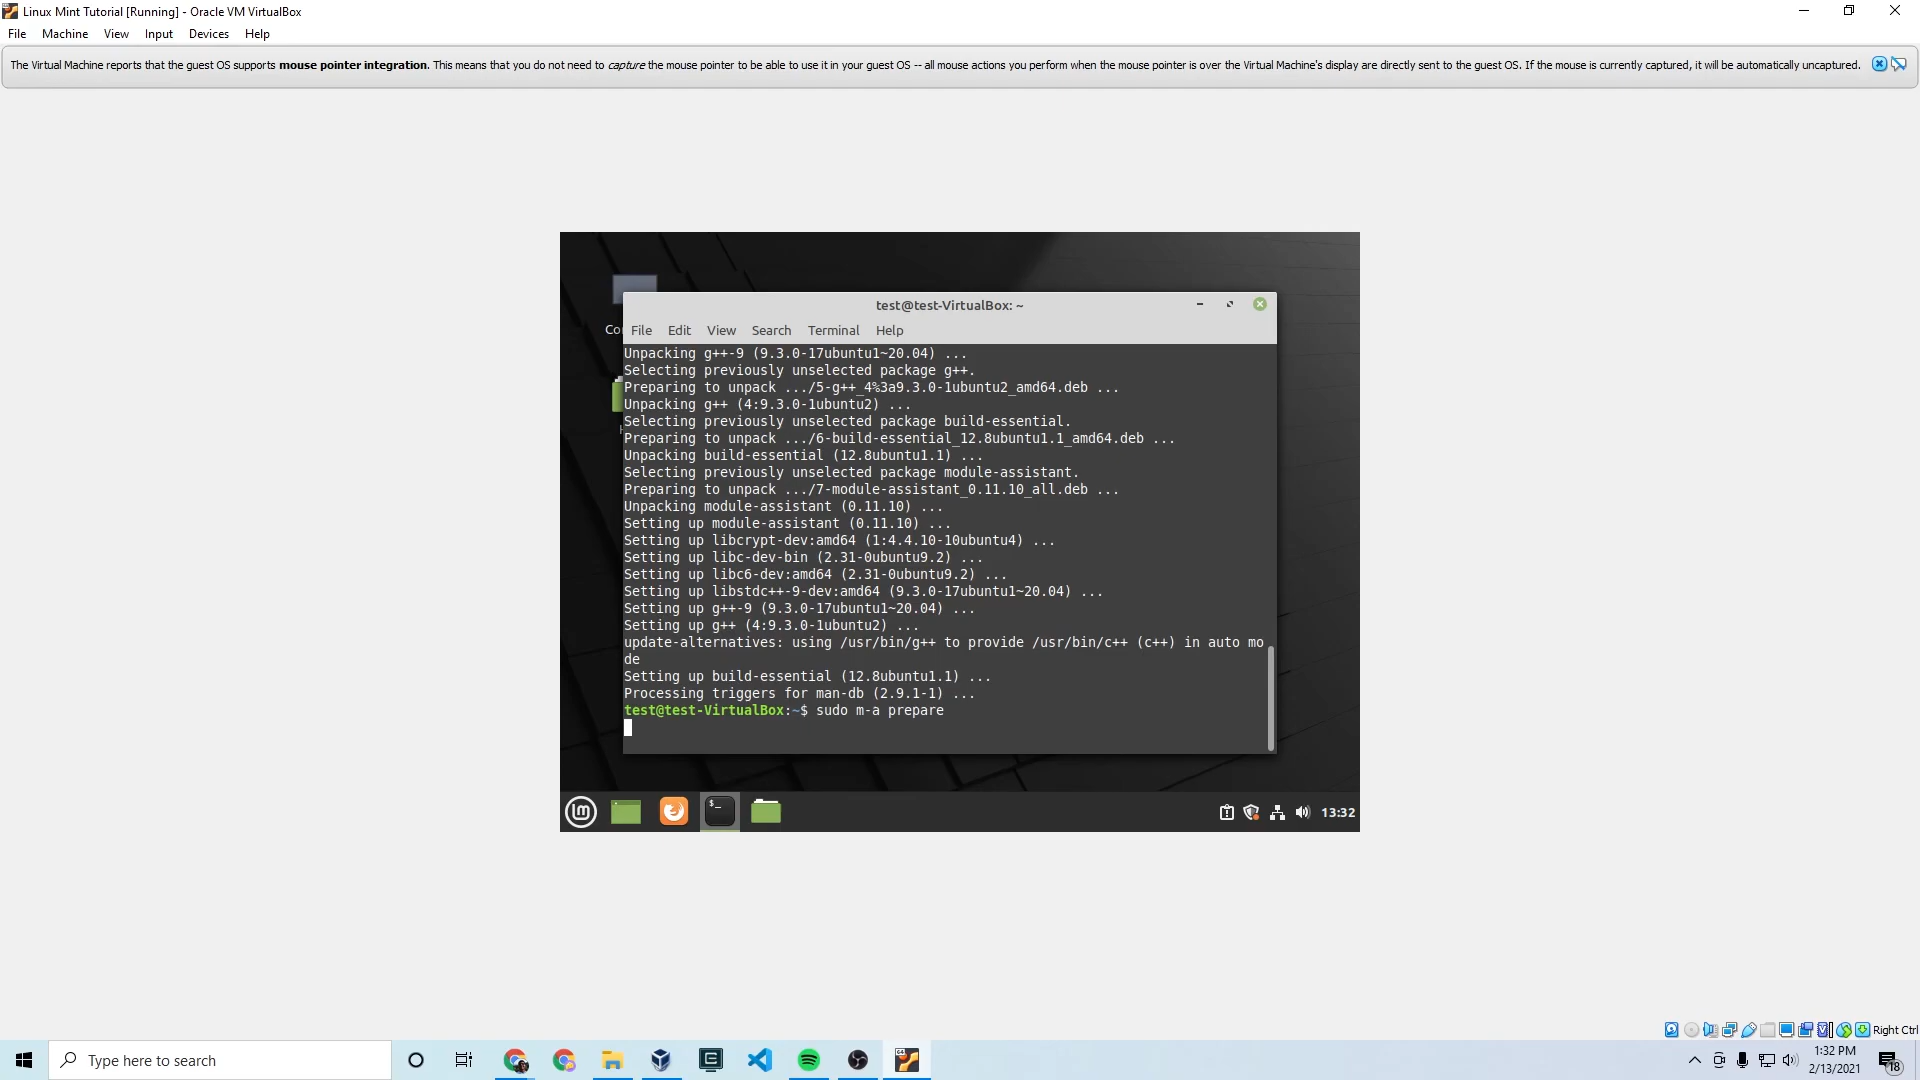 Linux Mint Tutorial [Running] - Oracle VM VirtualBox
File Machine View Input Devices Help
The Virtual Machine reports that the guest OS supports mouse pointer integration. This means that you do not need to capture the mouse pointer to be able to use it in your guest OS -- all mouse actions you perform when the mouse pointer is over the Virtual Machine's display are directly sent to the guest OS. If the mouse is currently captured, it will be automatically uncaptured.
test@test-VirtualBox: ~
File Edit View Search Terminal Help
Unpacking g++-9 (9.3.0-17ubuntu1~20.04) ...
Selecting previously unselected package g++.
Preparing to unpack .../5-g++_4%3a9.3.0-1ubuntu2_amd64.deb ...
Unpacking g++ (4:9.3.0-1ubuntu2) ...
Selecting previously unselected package build-essential.
Preparing to unpack .../6-build-essential_12.8ubuntu1.1_amd64.deb ...
Unpacking build-essential (12.8ubuntu1.1) ...
Selecting previously unselected package module-assistant.
Preparing to unpack .../7-module-assistant_0.11.10_all.deb ...
Unpacking module-assistant (0.11.10) ...
Setting up module-assistant (0.11.10) ...
Setting up libcrypt-dev:amd64 (1:4.4.10-10ubuntu4) ...
Setting up libc-dev-bin (2.31-0ubuntu9.2) ...
Setting up libc6-dev:amd64 (2.31-0ubuntu9.2) ...
Setting up libstdc++-9-dev:amd64 (9.3.0-17ubuntu1~20.04) ...
Setting up g++-9 (9.3.0-17ubuntu1~20.04) ...
Setting up g++ (4:9.3.0-1ubuntu2) ...
update-alternatives: using /usr/bin/g++ to provide /usr/bin/c++ (c++) in auto mo
de
Setting up build-essential (12.8ubuntu1.1) ...
Processing triggers for man-db (2.9.1-1) ...
test@test-VirtualBox:~$ sudo m-a prepare
13:32
Right Ctrl
Type here to search
1:32 PM
2/13/2021
18